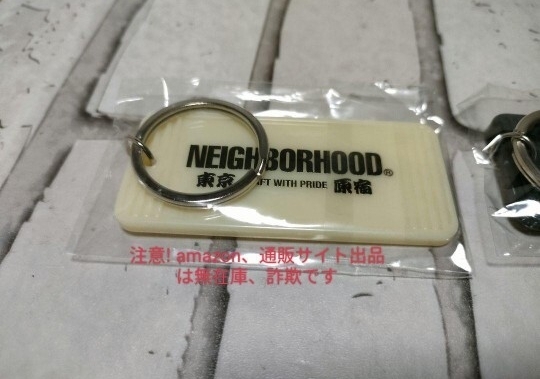 NEIGHBORHOOD®
東京 CRAFT WITH PRIDE 原宿
注意! amazon、通販サイト出品
は無在庫、詐欺です